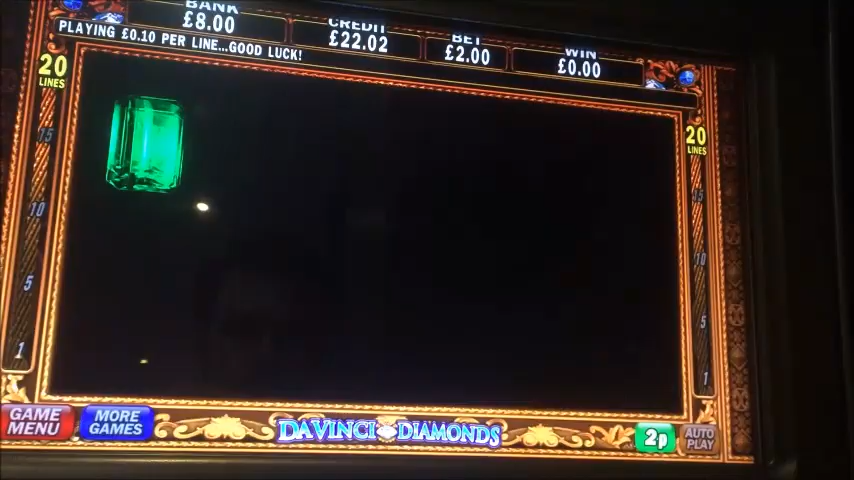 BANK CREDIT BET WIN
£8.00 £22.02 £2.00 £0.00
PLAYING £0.10 PER LINE...GOOD LUCK!
20 20
LINES LINES
15 15
10 10
5 5
1 1
GAME MENU
MORE GAMES
DAVINCI DIAMONDS
2p
AUTO PLAY